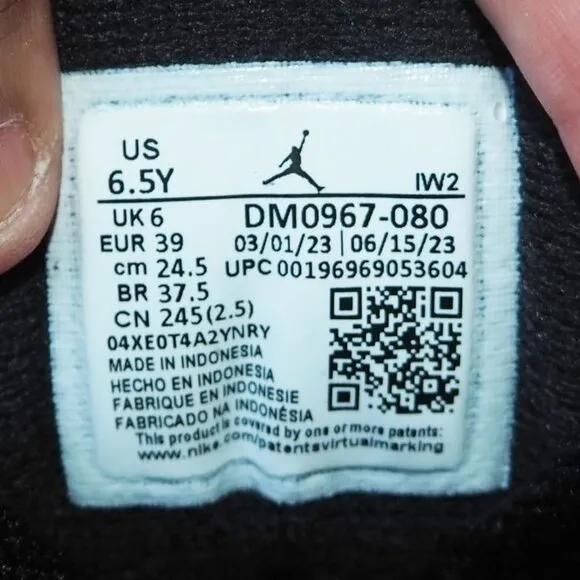 US
6.5Y
IW2
UK 6
DM0967-080
EUR 39
03/01/23 | 06/15/23
cm 24.5
UPC 00196969053604
BR 37.5
CN 245(2.5)
04XE0T4A2YNRY
MADE IN INDONESIA
HECHO EN INDONESIA
FABRIQUE EN INDONESIE
FABRICADO NA INDONÉSIA
This product is covered by one or more patents:
www.nike.com/patentsvirtualmarking